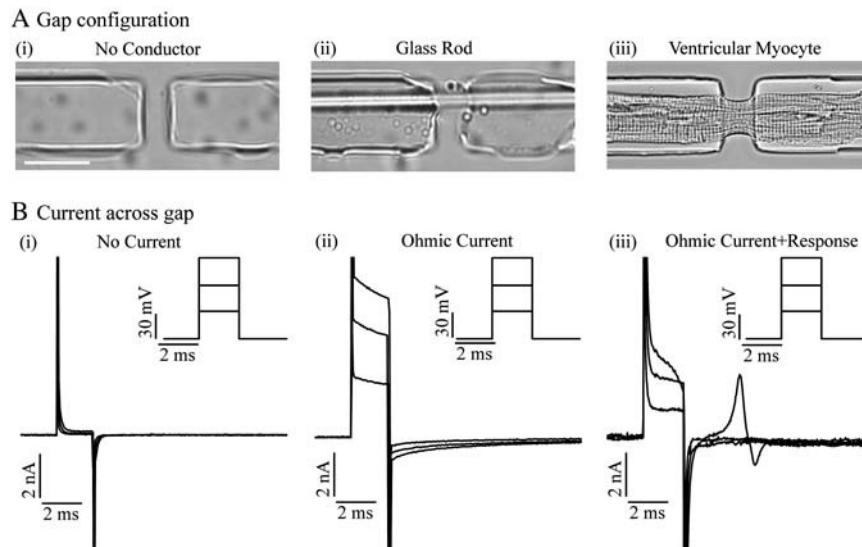 A Gap configuration
(i) No Conductor
(ii) Glass Rod
(iii) Ventricular Myocyte
B Current across gap
(i) No Current
(ii) Ohmic Current
(iii) Ohmic Current+Response
30 mV
2 ms
30 mV
2 ms
30 mV
2 ms
2 nA
2 ms
2 nA
2 ms
2 nA
2 ms